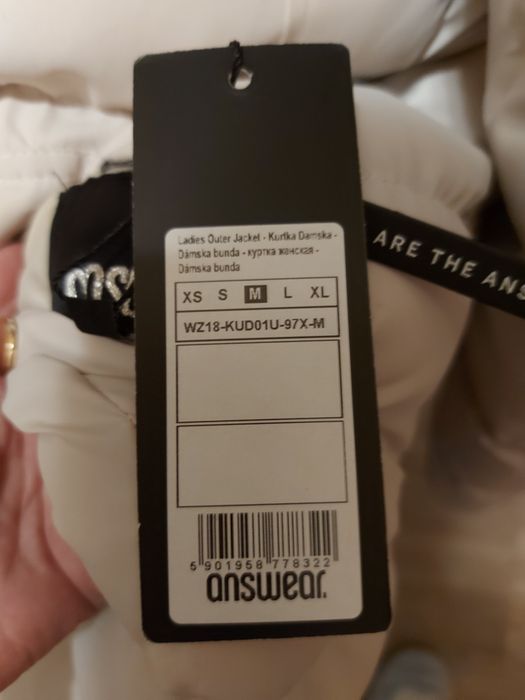 Ladies Outer Jacket - Kurtka Damska -
Dámska bunda - куртка женская -
Dámska bunda
XS S M L XL
WZ18-KUD01U-97X-M
5 901958 778322
answear.
ARE THE ANS